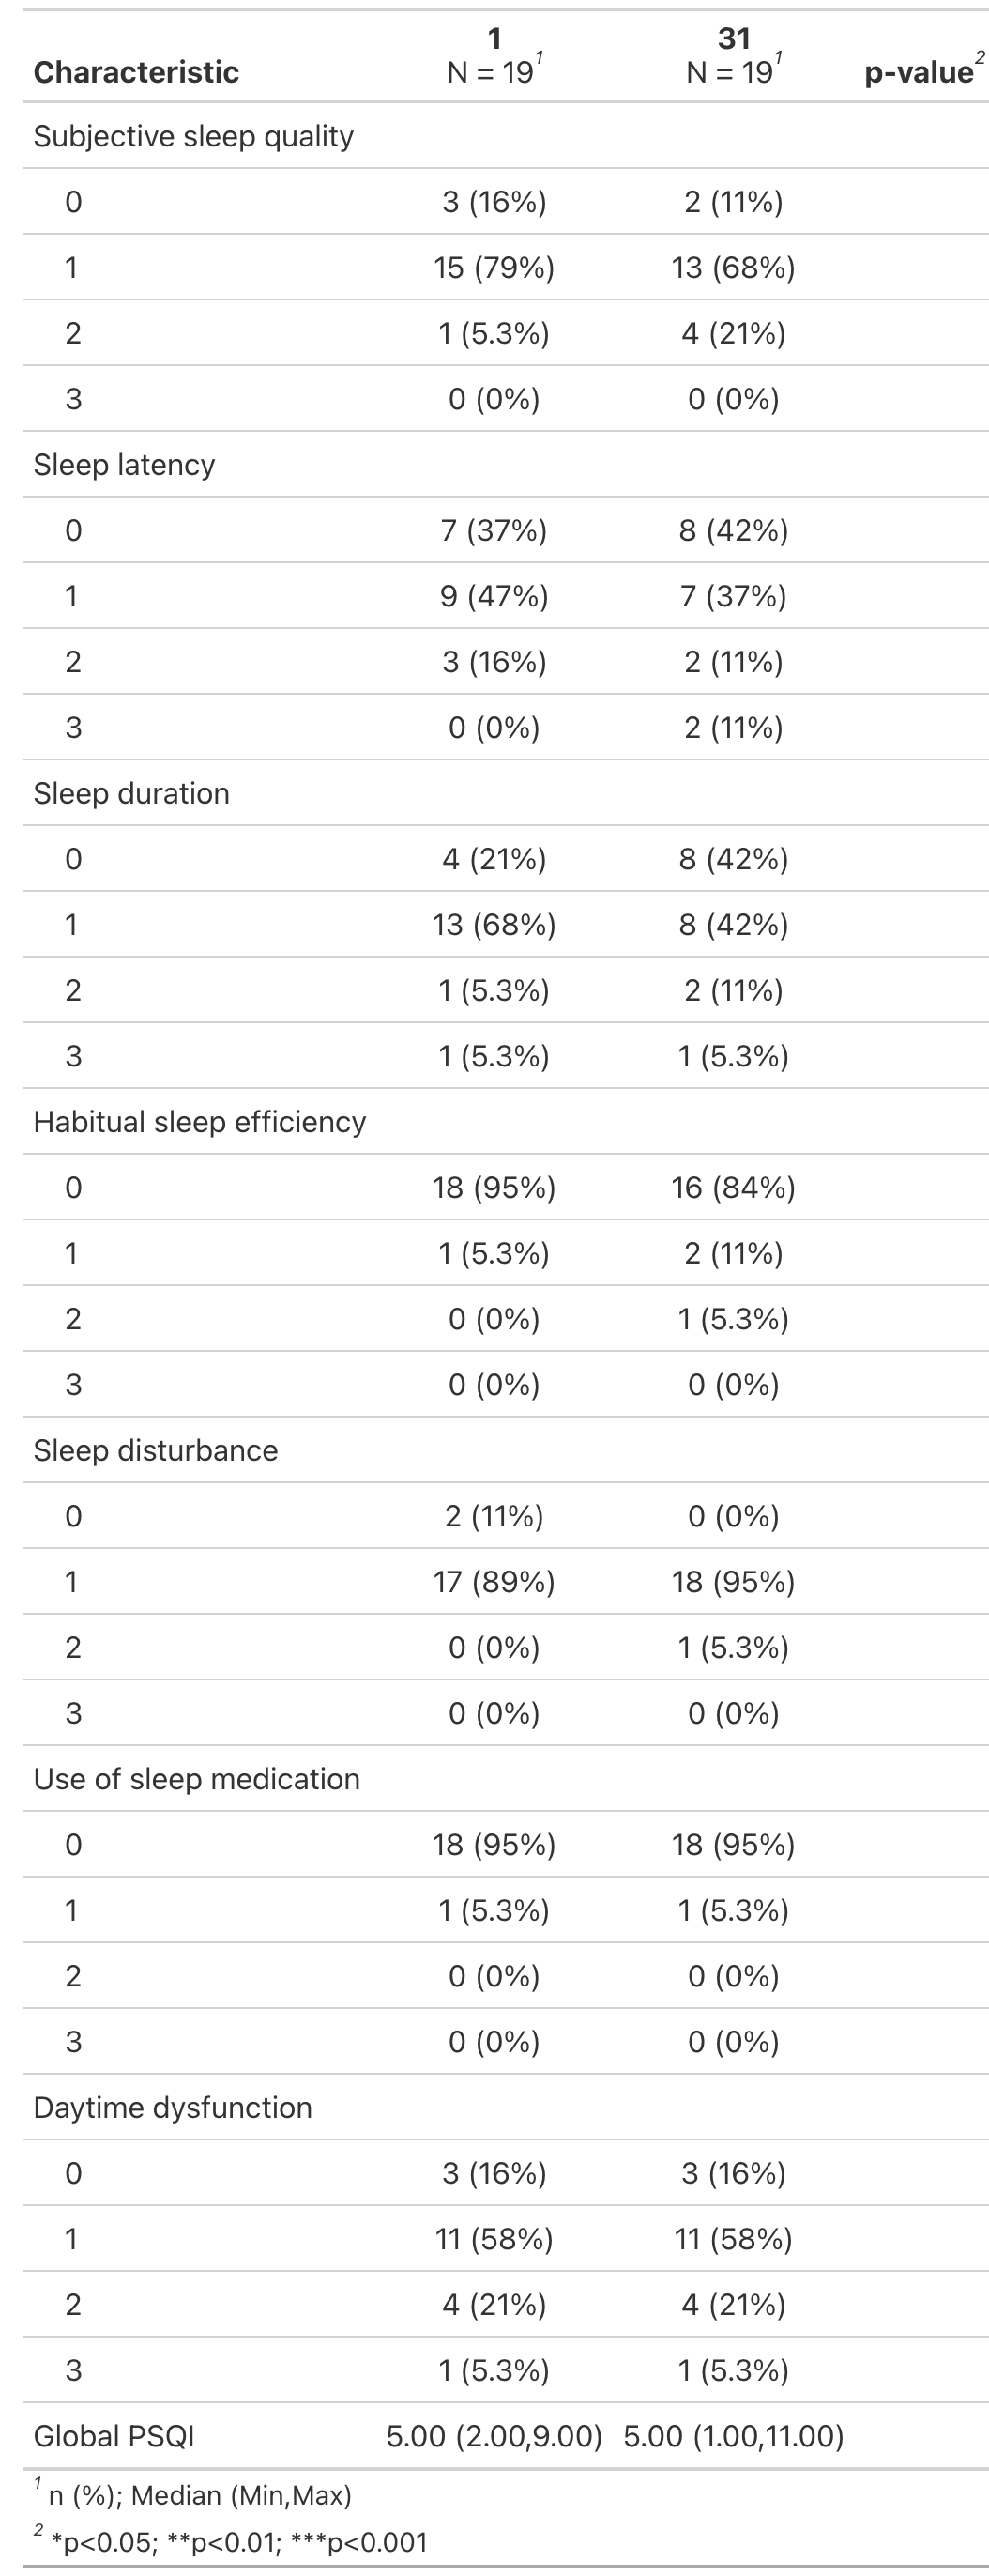 Characteristic 1 N = 19¹ 31 N = 19¹ p-value²
Subjective sleep quality
0 3 (16%) 2 (11%)
1 15 (79%) 13 (68%)
2 1 (5.3%) 4 (21%)
3 0 (0%) 0 (0%)
Sleep latency
0 7 (37%) 8 (42%)
1 9 (47%) 7 (37%)
2 3 (16%) 2 (11%)
3 0 (0%) 2 (11%)
Sleep duration
0 4 (21%) 8 (42%)
1 13 (68%) 8 (42%)
2 1 (5.3%) 2 (11%)
3 1 (5.3%) 1 (5.3%)
Habitual sleep efficiency
0 18 (95%) 16 (84%)
1 1 (5.3%) 2 (11%)
2 0 (0%) 1 (5.3%)
3 0 (0%) 0 (0%)
Sleep disturbance
0 2 (11%) 0 (0%)
1 17 (89%) 18 (95%)
2 0 (0%) 1 (5.3%)
3 0 (0%) 0 (0%)
Use of sleep medication
0 18 (95%) 18 (95%)
1 1 (5.3%) 1 (5.3%)
2 0 (0%) 0 (0%)
3 0 (0%) 0 (0%)
Daytime dysfunction
0 3 (16%) 3 (16%)
1 11 (58%) 11 (58%)
2 4 (21%) 4 (21%)
3 1 (5.3%) 1 (5.3%)
Global PSQI 5.00 (2.00,9.00) 5.00 (1.00,11.00)
¹ n (%); Median (Min,Max)
² *p<0.05; **p<0.01; ***p<0.001